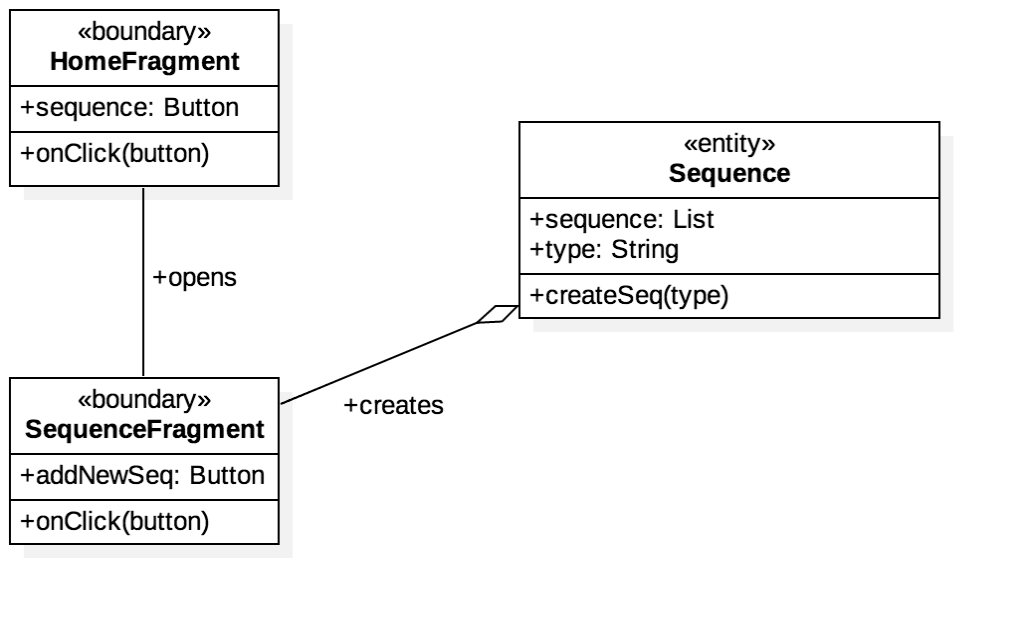 «boundary»
HomeFragment
+sequence: Button
+onClick(button)
+opens
«boundary»
SequenceFragment
+addNewSeq: Button
+onClick(button)
+creates
«entity»
Sequence
+sequence: List
+type: String
+createSeq(type)